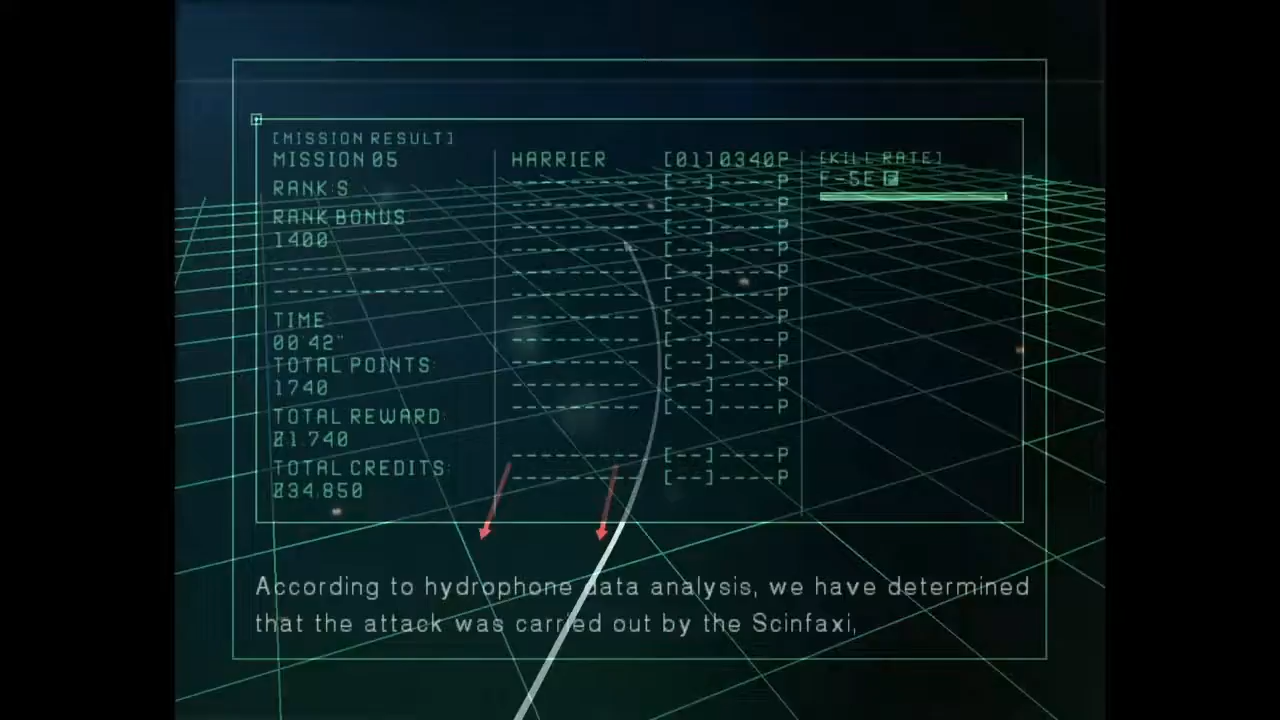 [MISSION RESULT]
MISSION 05
RANK:S
RANK BONUS:
1400
------------------
------------------
TIME:
00'42"
TOTAL POINTS:
1740
TOTAL REWARD:
Z1.740
TOTAL CREDITS:
Z34.850
HARRIER [01]0340P
------------- [--]----P
------------- [--]----P
------------- [--]----P
------------- [--]----P
------------- [--]----P
------------- [--]----P
------------- [--]----P
------------- [--]----P
------------- [--]----P
------------- [--]----P
------------- [--]----P
------------- [--]----P
------------- [--]----P
[KILL RATE]
F-5E F
According to hydrophone data analysis, we have determined
that the attack was carried out by the Scinfaxi,